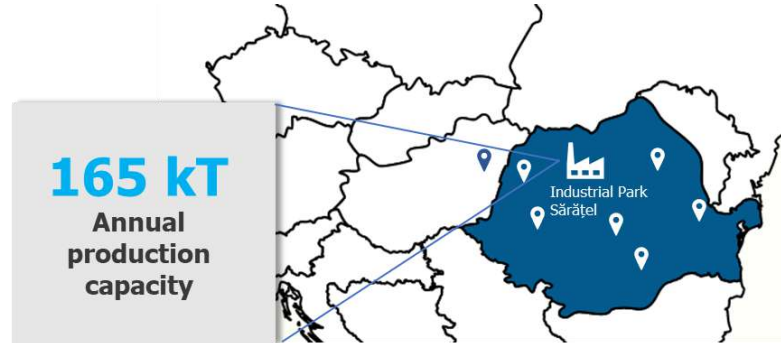 165 kT
Annual
production
capacity
Industrial Park
Sărățel